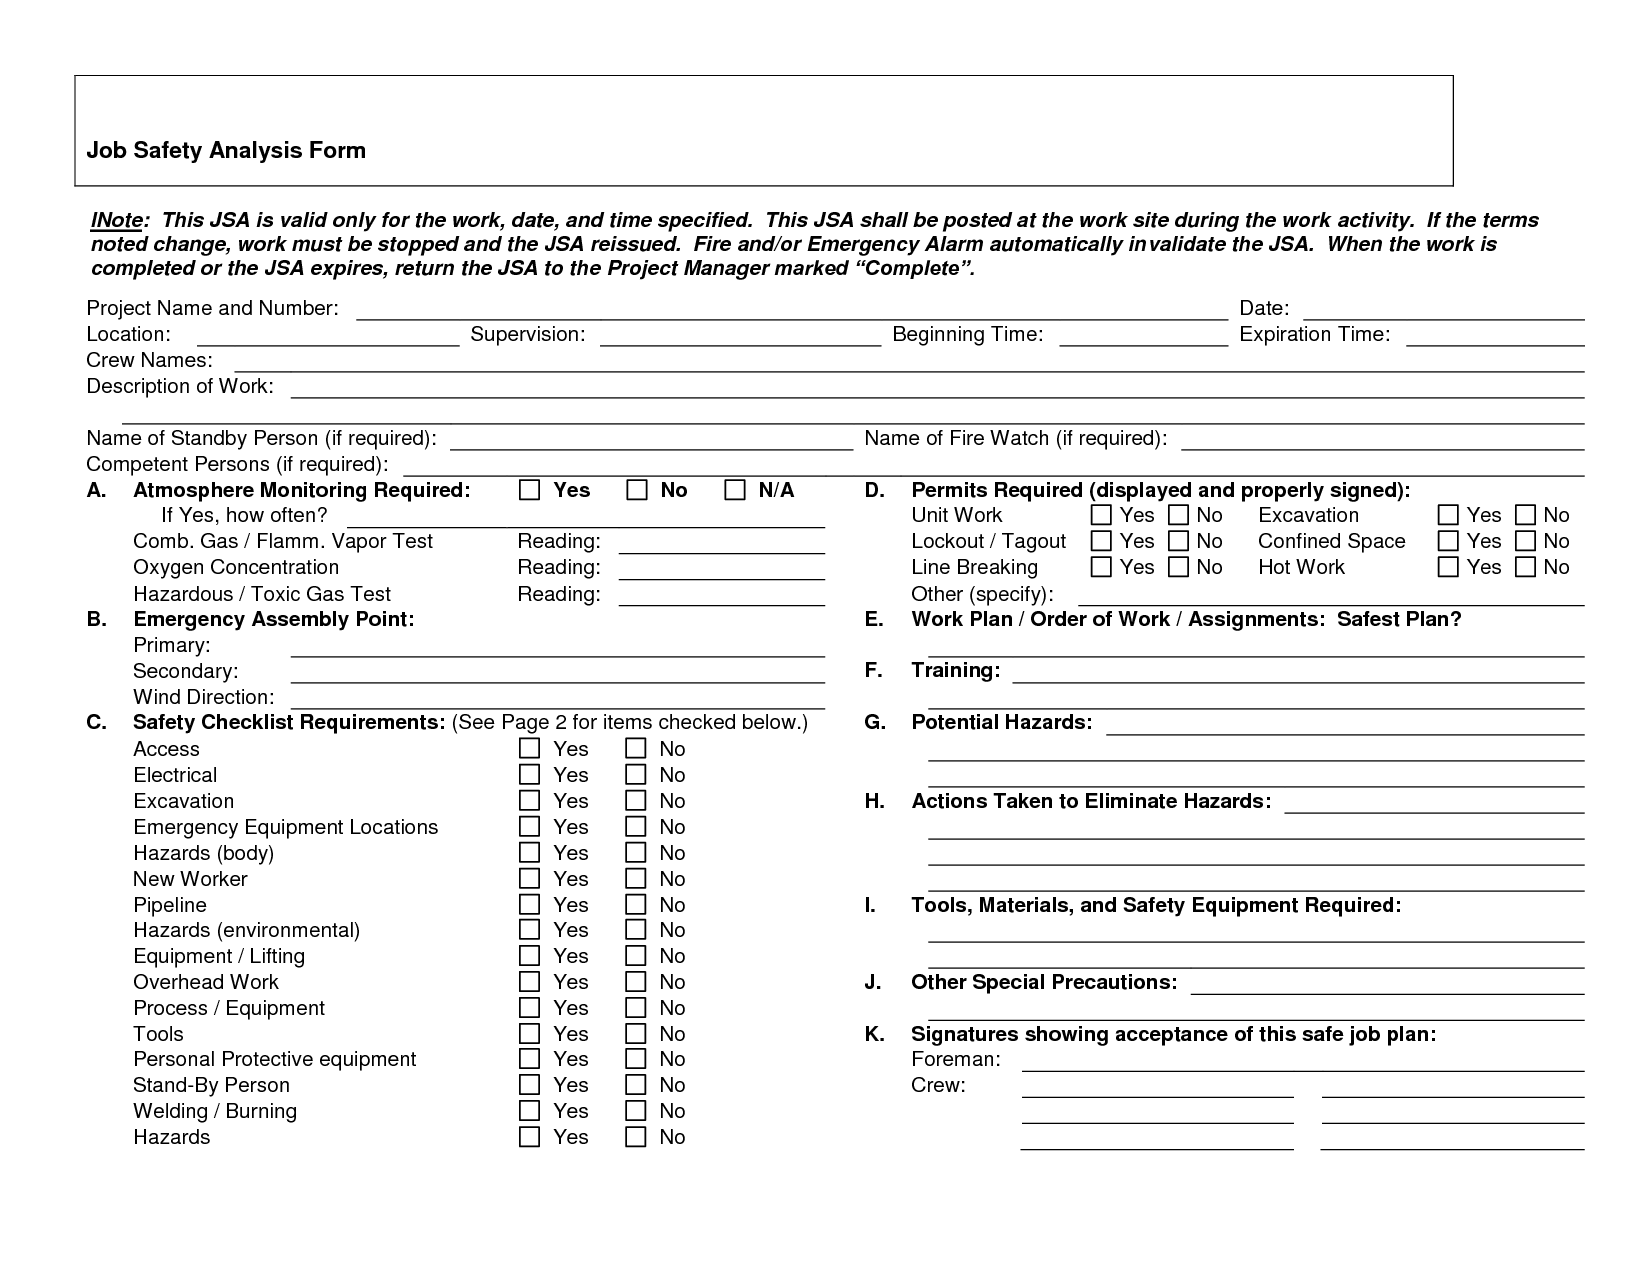 Job Safety Analysis Form
lNote:  This JSA is valid only for the work, date, and time specified.  This JSA shall be posted at the work site during the work activity.  If the terms
noted change, work must be stopped and the JSA reissued.  Fire and/or Emergency Alarm automatically invalidate the JSA.  When the work is
completed or the JSA expires, return the JSA to the Project Manager marked “Complete”.
Project Name and Number: Date:
Location: Supervision: Beginning Time: Expiration Time:
Crew Names:
Description of Work:
Name of Standby Person (if required): Name of Fire Watch (if required):
Competent Persons (if required):
A. Atmosphere Monitoring Required: Yes No N/A
If Yes, how often?
Comb. Gas / Flamm. Vapor Test Reading:
Oxygen Concentration Reading:
Hazardous / Toxic Gas Test Reading:
B. Emergency Assembly Point:
Primary:
Secondary:
Wind Direction:
C. Safety Checklist Requirements: (See Page 2 for items checked below.)
Access Yes No
Electrical Yes No
Excavation Yes No
Emergency Equipment Locations Yes No
Hazards (body) Yes No
New Worker Yes No
Pipeline Yes No
Hazards (environmental) Yes No
Equipment / Lifting Yes No
Overhead Work Yes No
Process / Equipment Yes No
Tools Yes No
Personal Protective equipment Yes No
Stand-By Person Yes No
Welding / Burning Yes No
Hazards Yes No
D. Permits Required (displayed and properly signed):
Unit Work Yes No Excavation Yes No
Lockout / Tagout Yes No Confined Space Yes No
Line Breaking Yes No Hot Work Yes No
Other (specify):
E. Work Plan / Order of Work / Assignments:  Safest Plan?
F. Training:
G. Potential Hazards:
H. Actions Taken to Eliminate Hazards:
I. Tools, Materials, and Safety Equipment Required:
J. Other Special Precautions:
K. Signatures showing acceptance of this safe job plan:
Foreman:
Crew: